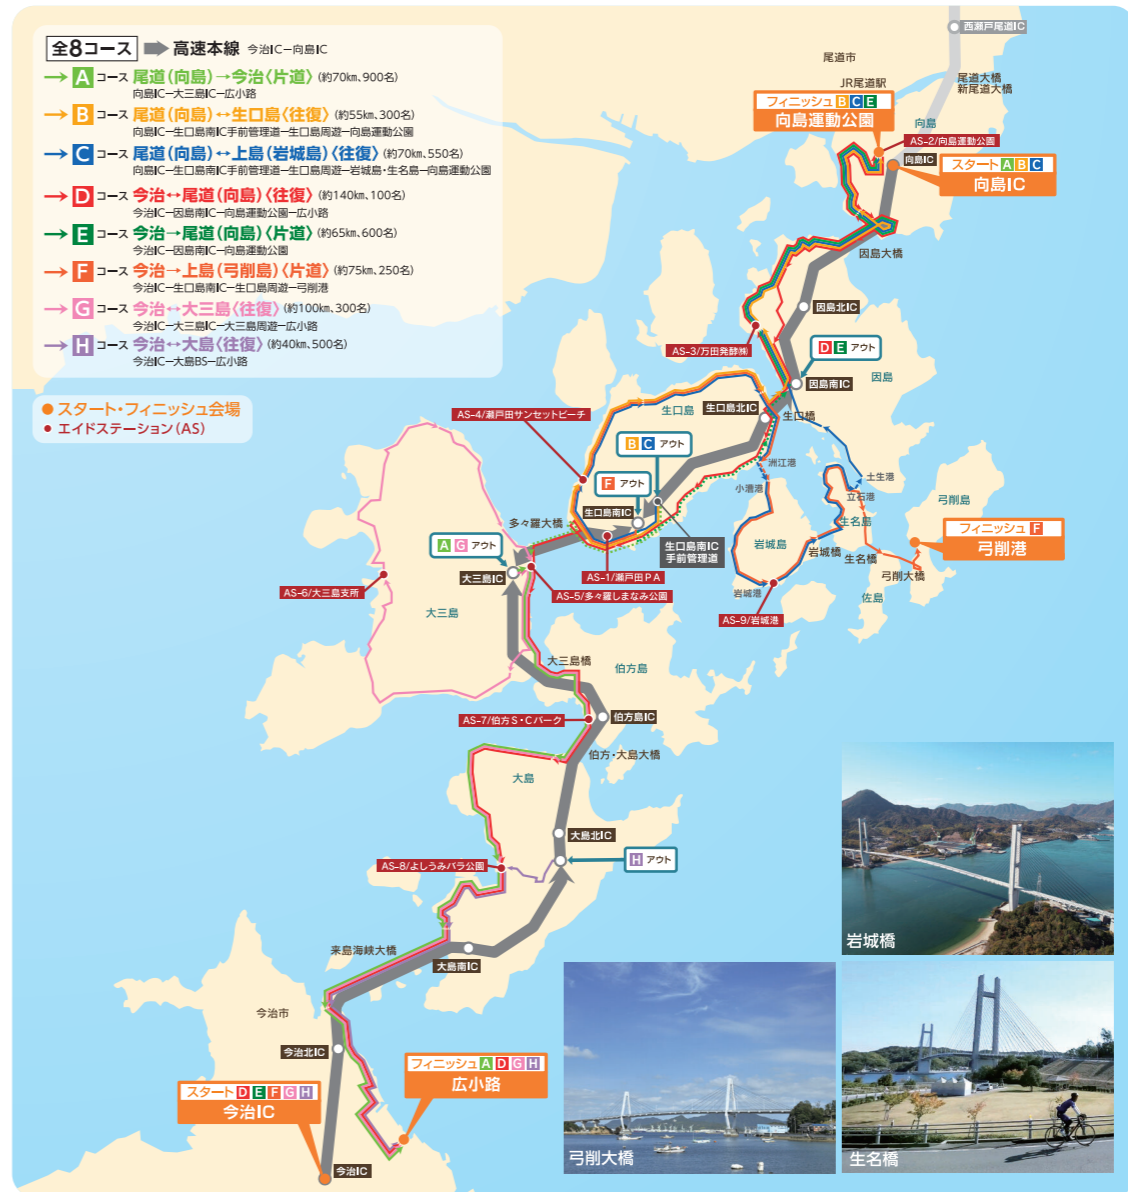 全8コース 高速本線 今治IC−向島IC
A コース 尾道(向島)→今治〈片道〉(約70km、900名)
向島IC−大三島IC−広小路
B コース 尾道(向島)↔生口島〈往復〉(約55km、300名)
向島IC−生口島南IC手前管理道−生口島周遊−向島運動公園
C コース 尾道(向島)↔上島(岩城島)〈往復〉(約70km、550名)
向島IC−生口島南IC手前管理道−生口島周遊−岩城島・生名島−向島運動公園
D コース 今治↔尾道(向島)〈往復〉(約140km、100名)
今治IC−因島南IC−向島運動公園−広小路
E コース 今治→尾道(向島)〈片道〉(約65km、600名)
今治IC−因島南IC−向島運動公園
F コース 今治→上島(弓削島)〈片道〉(約75km、250名)
今治IC−生口島南IC−生口島周遊−弓削港
G コース 今治↔大三島〈往復〉(約100km、300名)
今治IC−大三島IC−大三島周遊−広小路
H コース 今治↔大島〈往復〉(約40km、500名)
今治IC−大島BS−広小路
スタート・フィニッシュ会場
エイドステーション(AS)
西瀬戸尾道IC
尾道市
JR尾道駅
尾道大橋
新尾道大橋
フィニッシュ B C E
向島運動公園
向島
AS-2/向島運動公園
向島IC
スタート A B C
向島IC
因島大橋
因島北IC
AS-3/万田発酵㈱
D E アウト
因島南IC
因島
生口島
生口島北IC
生口橋
AS-4/瀬戸田サンセットビーチ
B C アウト
F アウト
洲江港
小漕港
土生港
立石港
生口島南IC
多々羅大橋
生名島
弓削島
フィニッシュ F
弓削港
A G アウト
生口島南IC
手前管理道
岩城島
岩城橋
生名橋
弓削大橋
大三島IC
AS-1/瀬戸田PA
AS-5/多々羅しまなみ公園
岩城港
佐島
AS-6/大三島支所
AS-9/岩城港
大三島
大三島橋
伯方島
AS-7/伯方S・Cパーク
伯方島IC
伯方・大島大橋
大島
大島北IC
H アウト
AS-8/よしうみバラ公園
来島海峡大橋
大島南IC
今治市
今治北IC
フィニッシュ A D G H
広小路
スタート D E F G H
今治IC
今治IC
岩城橋
弓削大橋
生名橋